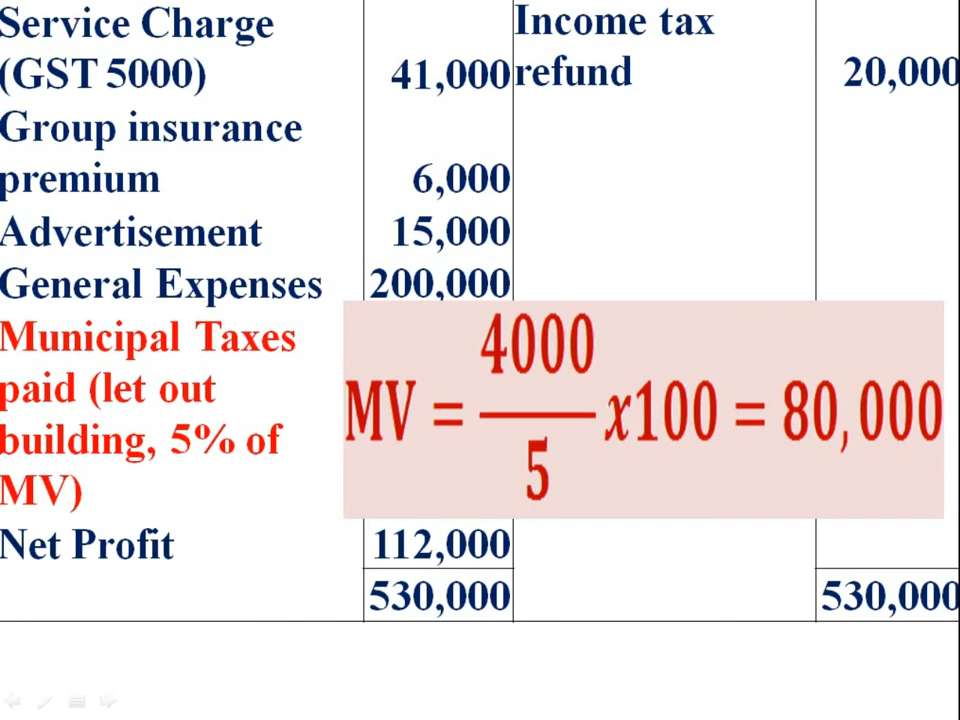 Service Charge
(GST 5000) 41,000
Income tax
refund 20,000
Group insurance
premium 6,000
Advertisement 15,000
General Expenses 200,000
Municipal Taxes
paid (let out
building, 5% of
MV)
MV = 4000/5 x100 = 80,000
Net Profit 112,000
530,000 530,000